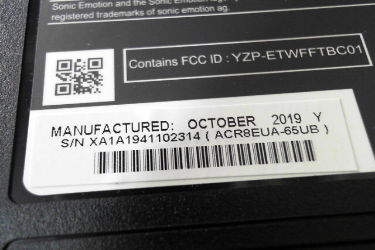 Sonic Emotion and the Sonic Emotion
registered trademarks of sonic emotion ag.
Contains FCC ID : YZP-ETWFFTBC01
MANUFACTURED: OCTOBER 2019 Y
S/N XA1A1941102314 ( ACR8EUA-65UB )